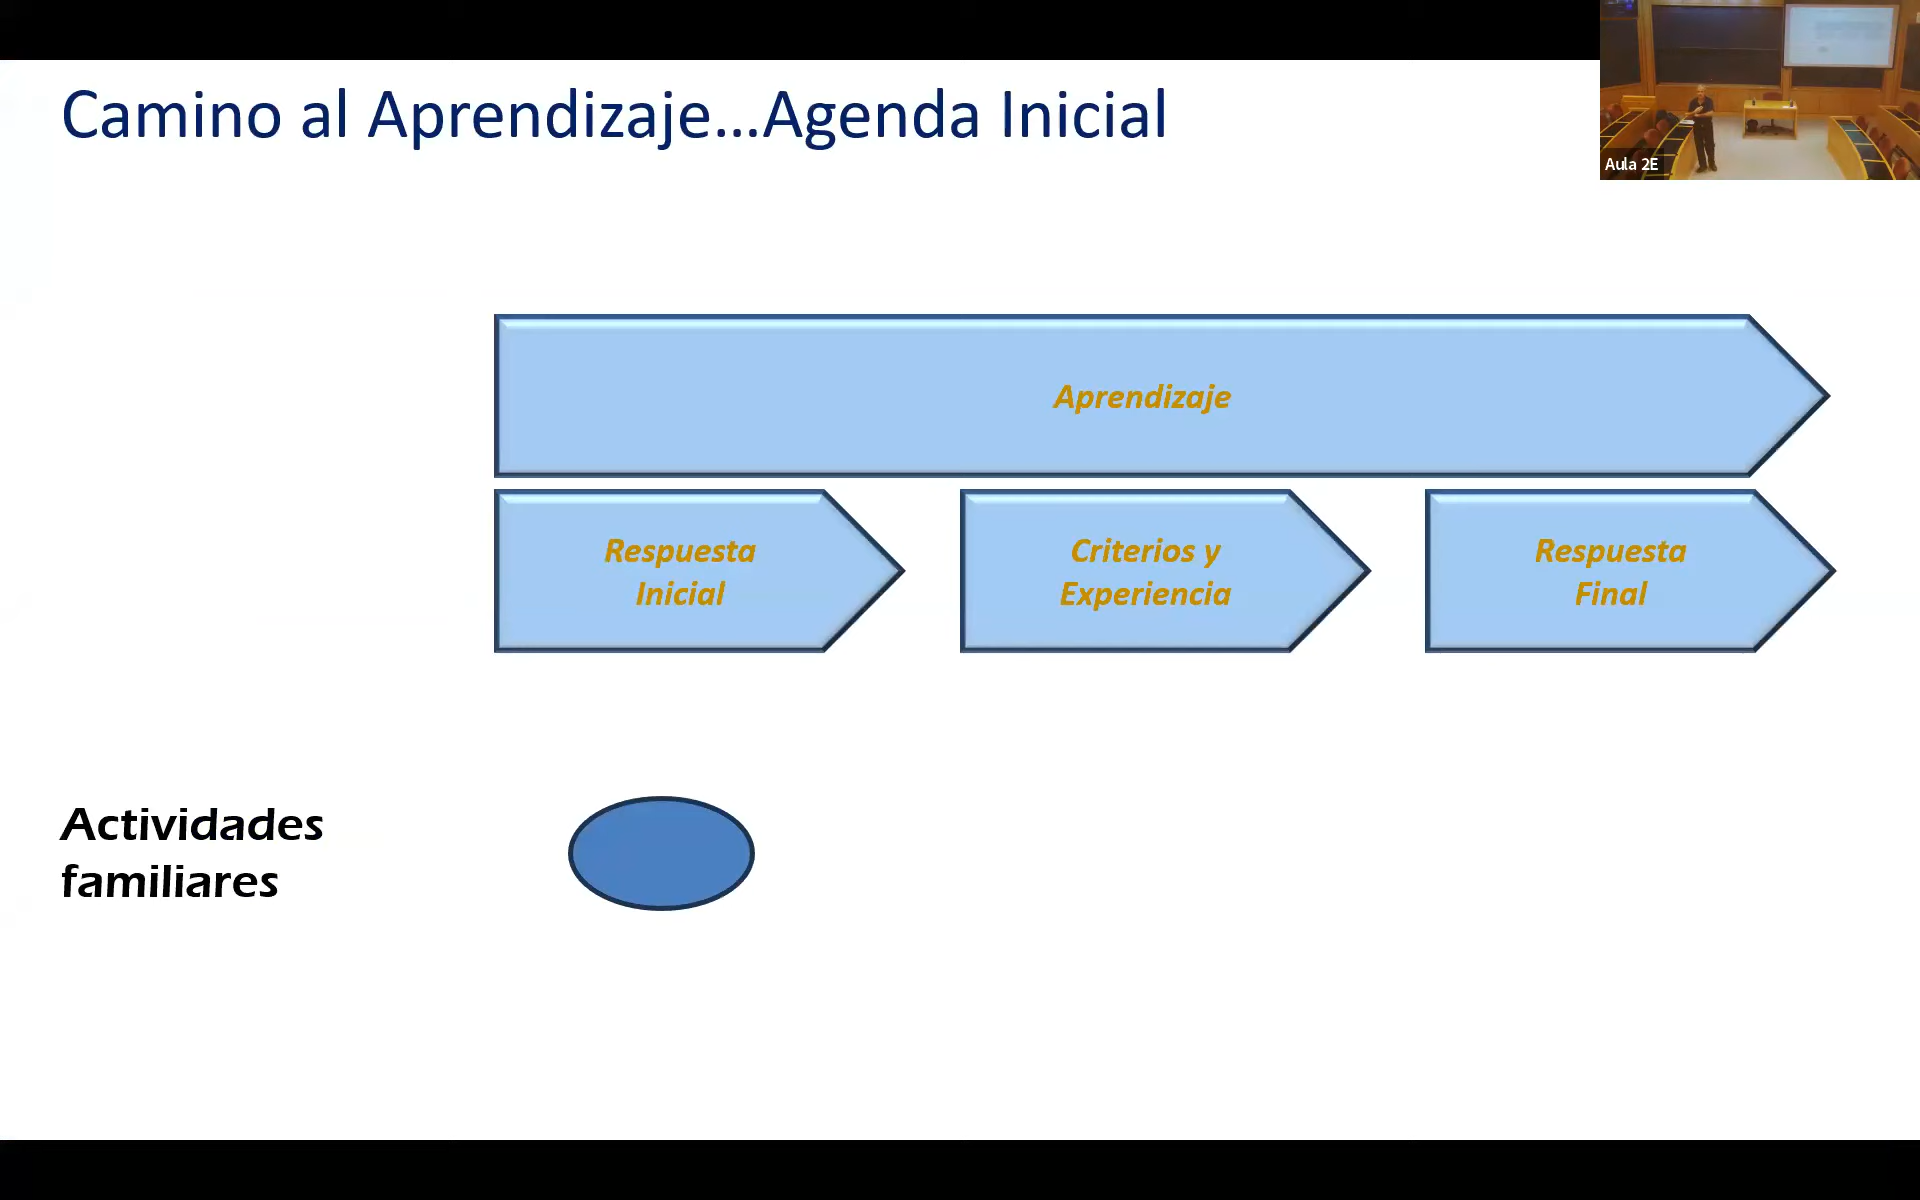 Camino al Aprendizaje...Agenda Inicial
Aula 2E
Aprendizaje
Respuesta
Inicial
Criterios y
Experiencia
Respuesta
Final
Actividades
familiares